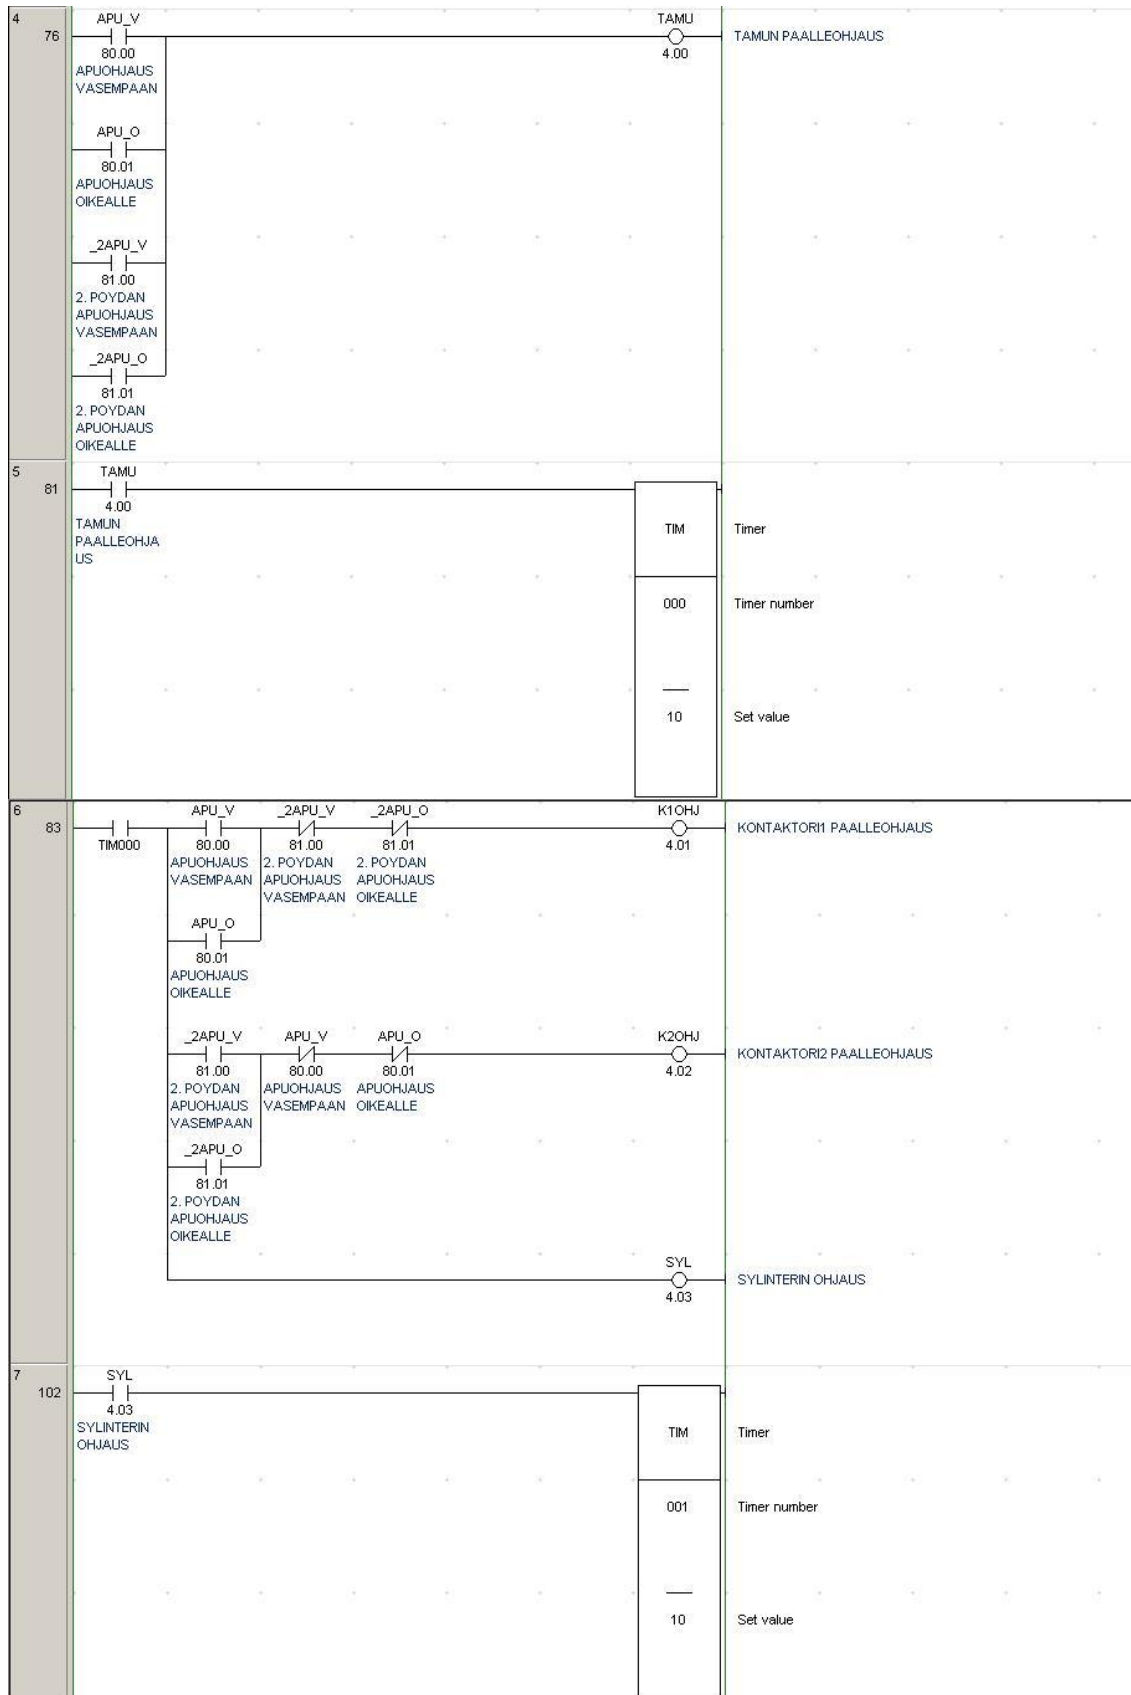 4
76
APU_V
TAMU
TAMUN PAALLEOHJAUS
80.00
4.00
APUOHJAUS
VASEMPAAN
APU_O
80.01
APUOHJAUS
OIKEALLE
_2APU_V
81.00
2. POYDAN
APUOHJAUS
VASEMPAAN
_2APU_O
81.01
2. POYDAN
APUOHJAUS
OIKEALLE
5
81
TAMU
4.00
TAMUN
PAALLEOHJA
US
TIM
Timer
000
Timer number
10
Set value
6
83
TIM000
APU_V
_2APU_V
_2APU_O
K1OHJ
KONTAKTORI1 PAALLEOHJAUS
80.00
81.00
81.01
4.01
APUOHJAUS
VASEMPAAN
2. POYDAN
APUOHJAUS
VASEMPAAN
2. POYDAN
APUOHJAUS
OIKEALLE
APU_O
80.01
APUOHJAUS
OIKEALLE
_2APU_V
APU_V
APU_O
K2OHJ
KONTAKTORI2 PAALLEOHJAUS
81.00
80.00
80.01
4.02
2. POYDAN
APUOHJAUS
VASEMPAAN
APUOHJAUS
VASEMPAAN
APUOHJAUS
OIKEALLE
_2APU_O
81.01
2. POYDAN
APUOHJAUS
OIKEALLE
SYL
SYLINTERIN OHJAUS
4.03
7
102
SYL
4.03
SYLINTERIN
OHJAUS
TIM
Timer
001
Timer number
10
Set value